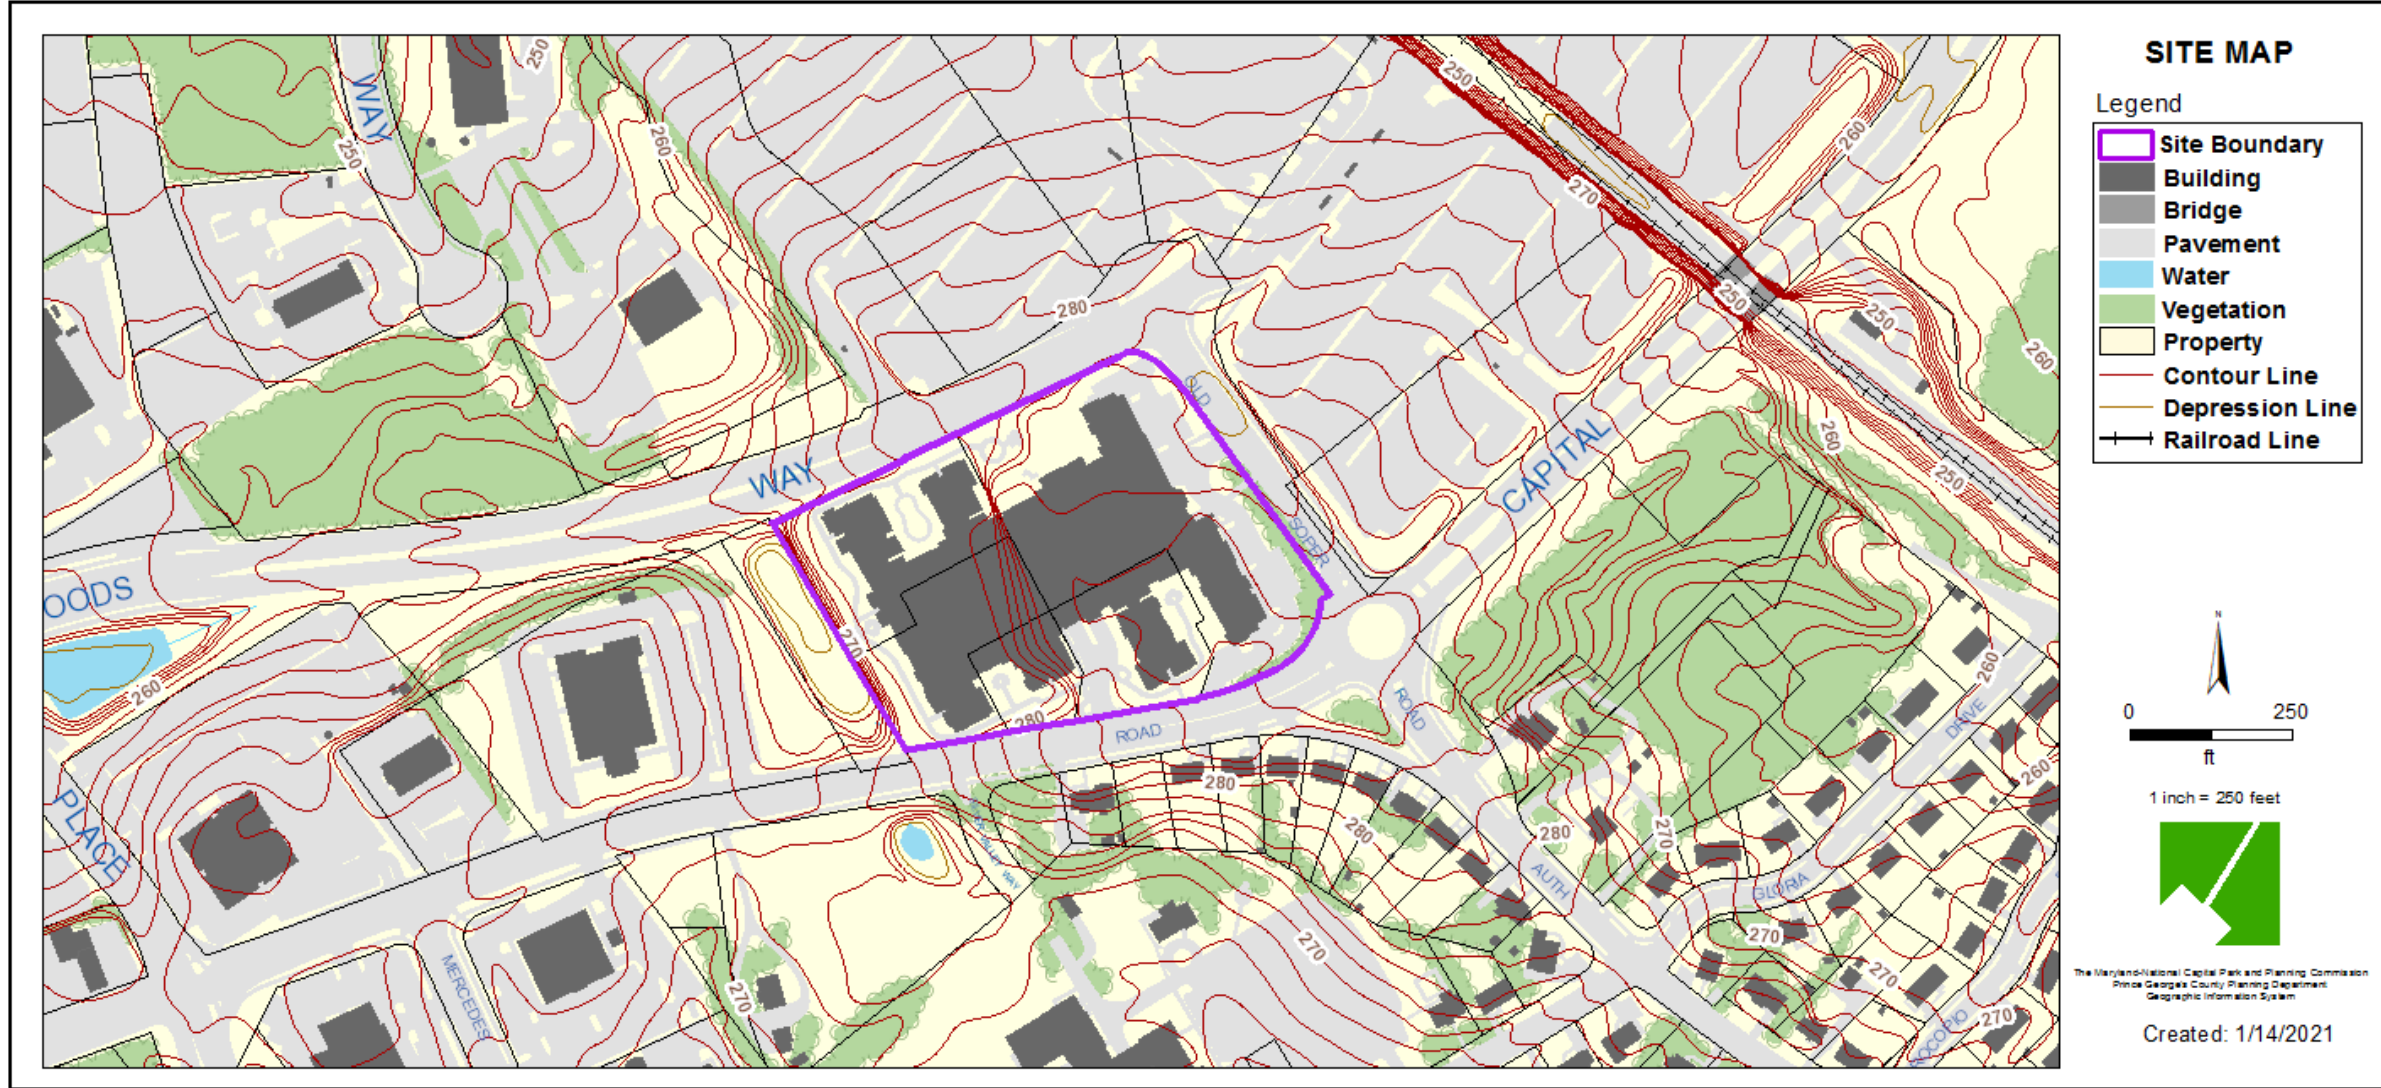 SITE MAP
Legend
Site Boundary
Building
Bridge
Pavement
Water
Vegetation
Property
Contour Line
Depression Line
Railroad Line
N
0 250
ft
1 inch = 250 feet
The Maryland-National Capital Park and Planning Commission
Prince George's County Planning Department
Geographic Information System
Created: 1/14/2021
WAY
250
250
260
250
270
260
250
250
260
280
OLD
CAPITAL
260
250
WAY
SOPER
OODS
260
270
280
ROAD
ROAD
260
DRIVE
260
PLACE
280
280
280
270
AUTH
GLORIA
WAY
MERCEDES
270
270
270
270
270